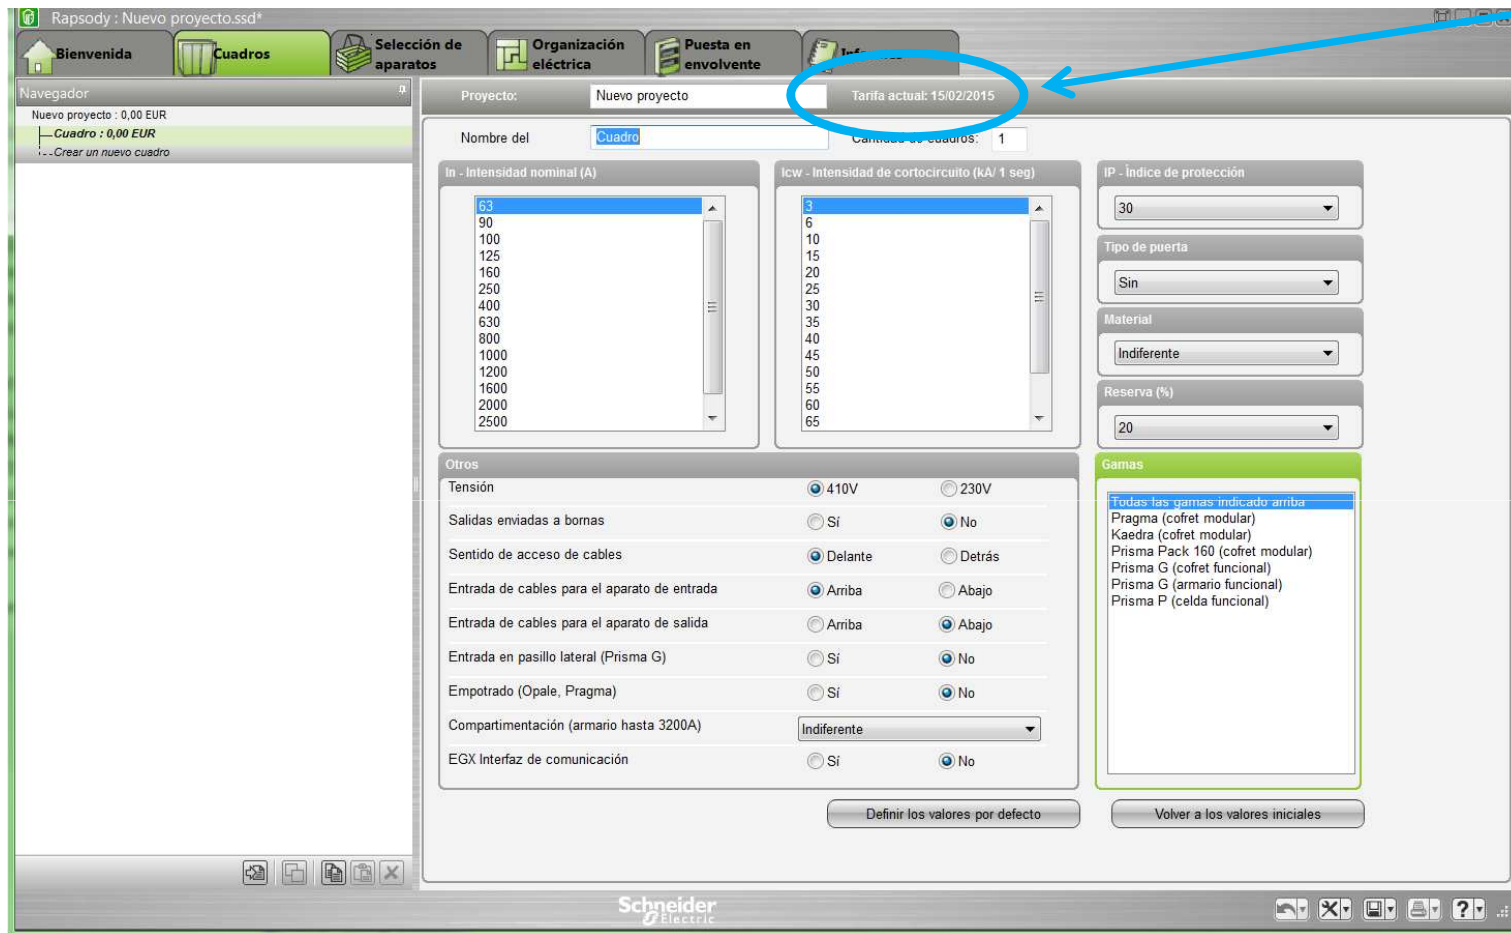 Rapsody : Nuevo proyecto.ssd*
Bienvenida
Cuadros
Selección de
aparatos
Organización
eléctrica
Puesta en
envolvente
Navegador
Nuevo proyecto : 0,00 EUR
Cuadro : 0,00 EUR
Crear un nuevo cuadro
Proyecto:
Nuevo proyecto
Tarifa actual: 15/02/2015
Nombre del
Cuadro
Cantidad de cuadros:
1
In - Intensidad nominal (A)
63
90
100
125
160
250
400
630
800
1000
1200
1600
2000
2500
Icw - Intensidad de cortocircuito (kA/ 1 seg)
3
6
10
15
20
25
30
35
40
45
50
55
60
65
IP - Ìndice de protección
30
Tipo de puerta
Sin
Material
Indiferente
Reserva (%)
20
Otros
Tensión
410V
230V
Salidas enviadas a bornas
Sí
No
Sentido de acceso de cables
Delante
Detrás
Entrada de cables para el aparato de entrada
Arriba
Abajo
Entrada de cables para el aparato de salida
Arriba
Abajo
Entrada en pasillo lateral (Prisma G)
Sí
No
Empotrado (Opale, Pragma)
Sí
No
Compartimentación (armario hasta 3200A)
Indiferente
EGX Interfaz de comunicación
Sí
No
Gamas
Todas las gamas indicado arriba
Pragma (cofret modular)
Kaedra (cofret modular)
Prisma Pack 160 (cofret modular)
Prisma G (cofret funcional)
Prisma G (armario funcional)
Prisma P (celda funcional)
Definir los valores por defecto
Volver a los valores iniciales
Schneider
Electric